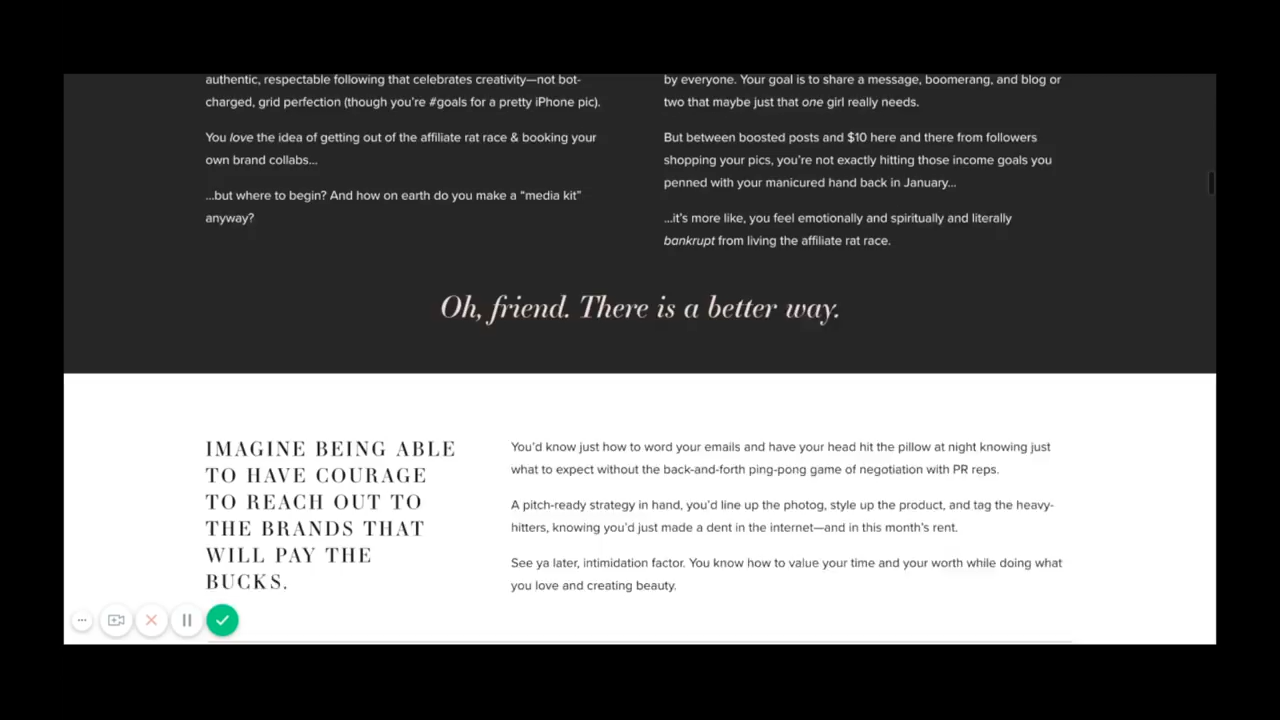 authentic, respectable following that celebrates creativity—not bot-
charged, grid perfection (though you're #goals for a pretty iPhone pic).
You love the idea of getting out of the affiliate rat race & booking your
own brand collabs...
...but where to begin? And how on earth do you make a "media kit"
anyway?
by everyone. Your goal is to share a message, boomerang, and blog or
two that maybe just that one girl really needs.
But between boosted posts and $10 here and there from followers
shopping your pics, you're not exactly hitting those income goals you
penned with your manicured hand back in January...
...it's more like, you feel emotionally and spiritually and literally
bankrupt from living the affiliate rat race.
Oh, friend. There is a better way.
IMAGINE BEING ABLE
TO HAVE COURAGE
TO REACH OUT TO
THE BRANDS THAT
WILL PAY THE
BUCKS.
You'd know just how to word your emails and have your head hit the pillow at night knowing just
what to expect without the back-and-forth ping-pong game of negotiation with PR reps.
A pitch-ready strategy in hand, you'd line up the photog, style up the product, and tag the heavy-
hitters, knowing you'd just made a dent in the internet—and in this month's rent.
See ya later, intimidation factor. You know how to value your time and your worth while doing what
you love and creating beauty.